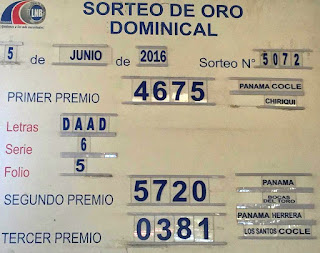 LNB
SORTEO DE ORO
DOMINICAL
5 de JUNIO de 2016 Sorteo N° 5072
PRIMER PREMIO 4675 PANAMA COCLE
CHIRIQUI
Letras DAAD
Serie 6
Folio 5
SEGUNDO PREMIO 5720 PANAMA
BOCAS
DEL TORO
TERCER PREMIO 0381 PANAMA HERRERA
LOS SANTOS COCLE